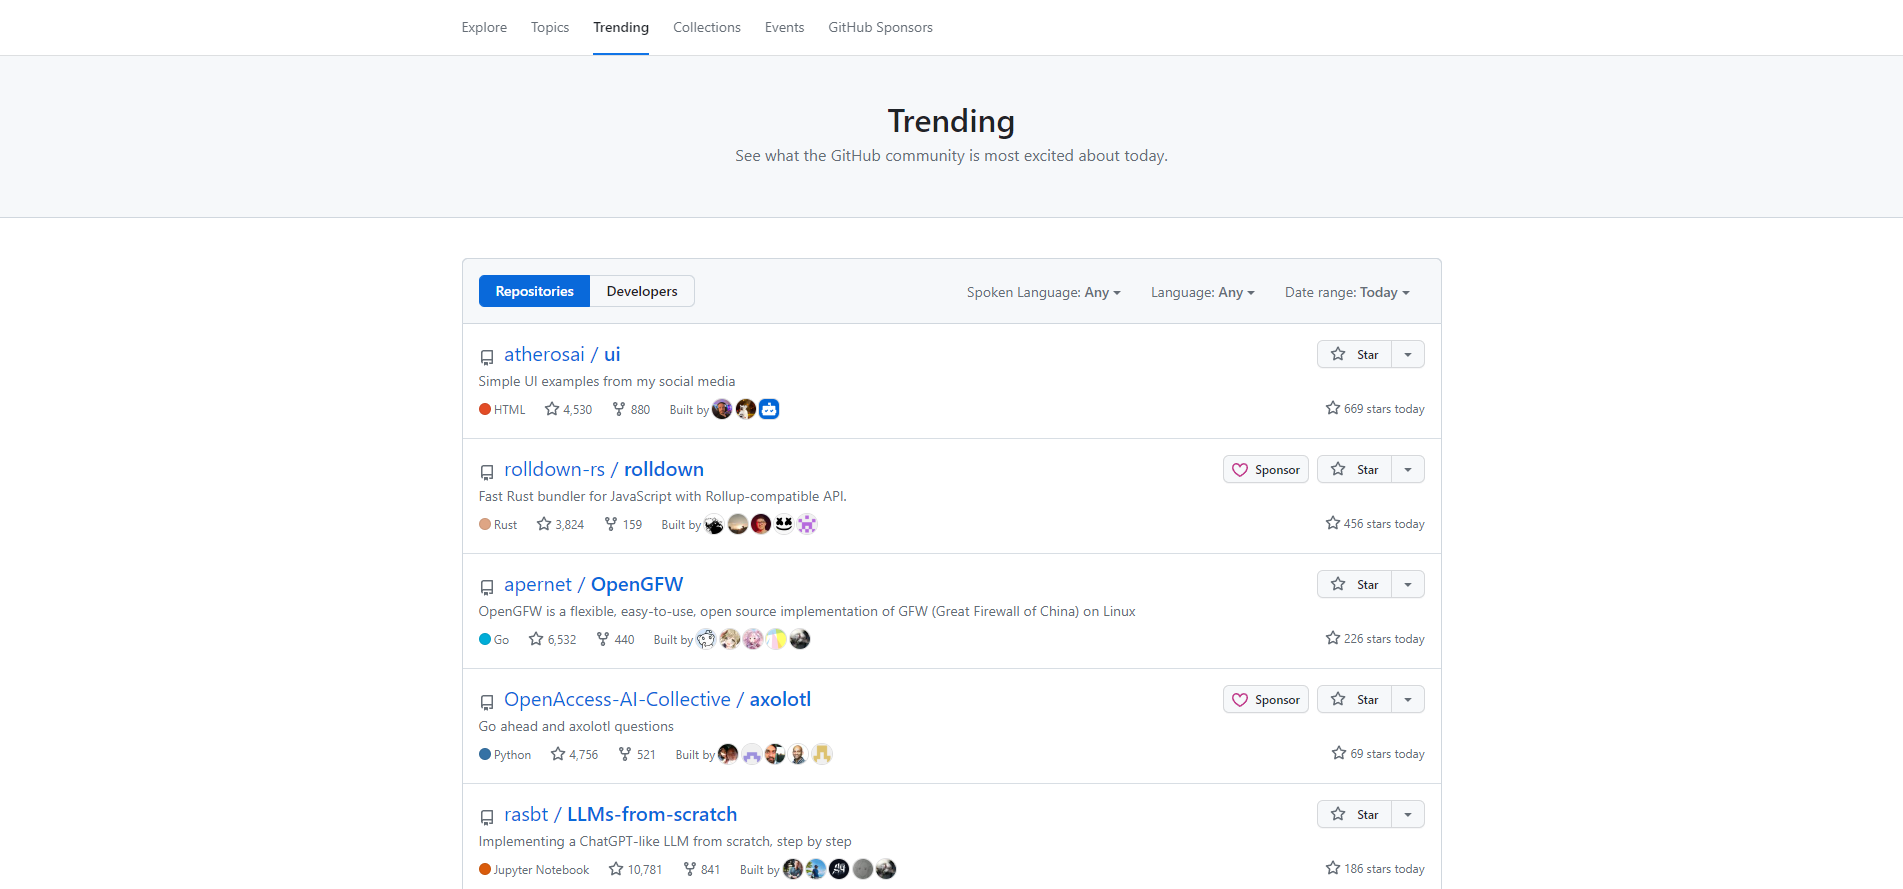 Explore Topics Trending Collections Events GitHub Sponsors
Trending
See what the GitHub community is most excited about today.
Repositories Developers Spoken Language: Any Language: Any Date range: Today
atherosai / ui Star
Simple UI examples from my social media
HTML 4,530 880 Built by 669 stars today
rolldown-rs / rolldown Sponsor Star
Fast Rust bundler for JavaScript with Rollup-compatible API.
Rust 3,824 159 Built by 456 stars today
apernet / OpenGFW Star
OpenGFW is a flexible, easy-to-use, open source implementation of GFW (Great Firewall of China) on Linux
Go 6,532 440 Built by 226 stars today
OpenAccess-AI-Collective / axolotl Sponsor Star
Go ahead and axolotl questions
Python 4,756 521 Built by 69 stars today
rasbt / LLMs-from-scratch Star
Implementing a ChatGPT-like LLM from scratch, step by step
Jupyter Notebook 10,781 841 Built by 186 stars today